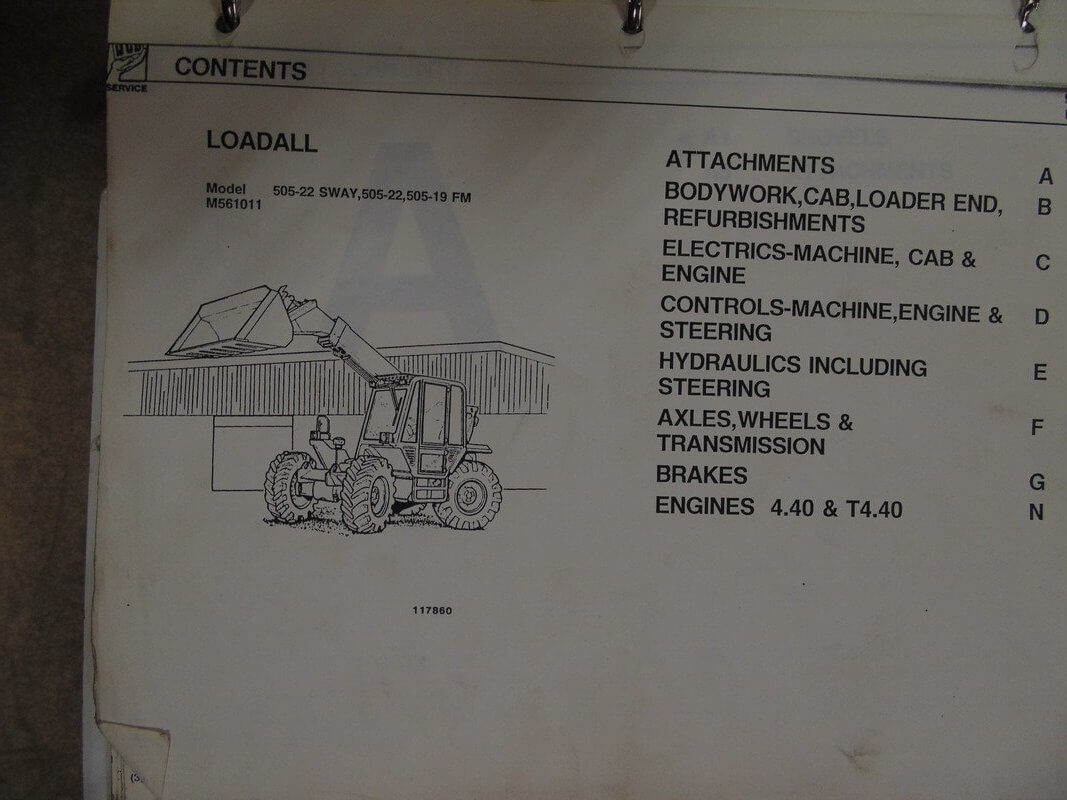 SERVICE
CONTENTS
LOADALL
Model 505-22 SWAY,505-22,505-19 FM
M561011
117860
ATTACHMENTS A
BODYWORK,CAB,LOADER END, B
REFURBISHMENTS
ELECTRICS-MACHINE, CAB & C
ENGINE
CONTROLS-MACHINE,ENGINE & D
STEERING
HYDRAULICS INCLUDING E
STEERING
AXLES,WHEELS & F
TRANSMISSION
BRAKES G
ENGINES 4.40 & T4.40 N
A